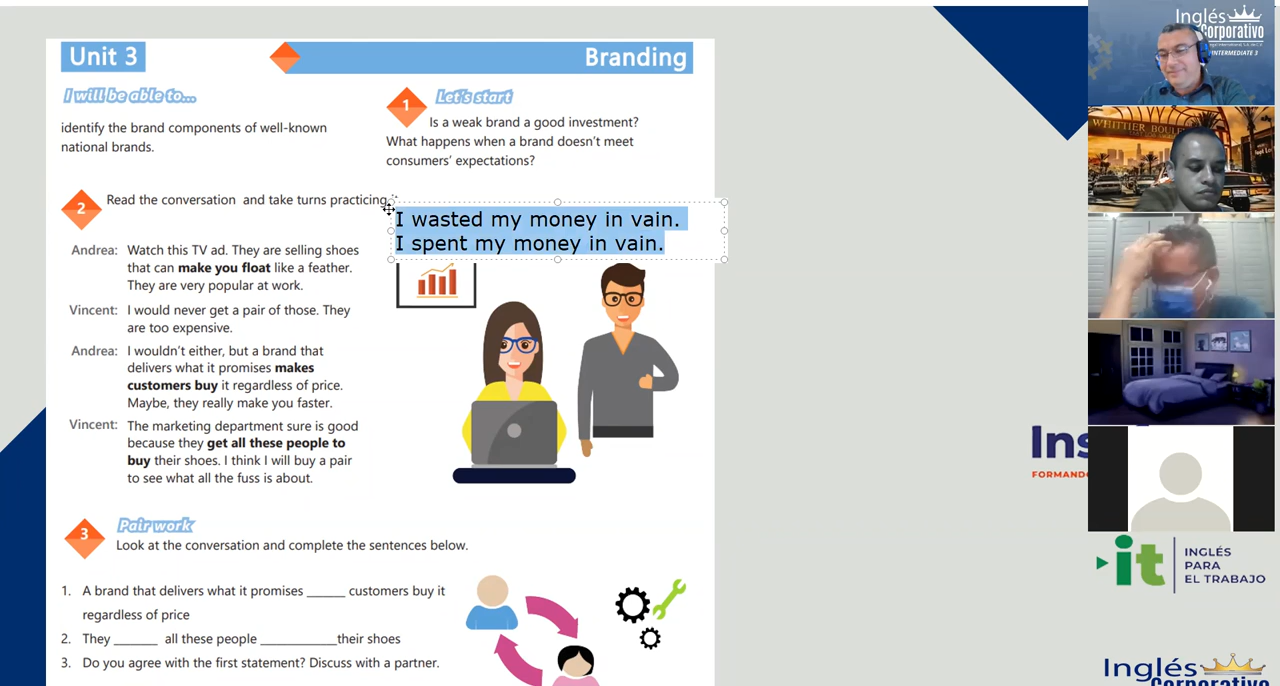 Unit 3
Branding
I will be able to...
identify the brand components of well-known
national brands.
1
Let's start
Is a weak brand a good investment?
What happens when a brand doesn't meet
consumers' expectations?
2
Read the conversation and take turns practicing.
I wasted my money in vain.
I spent my money in vain.
Andrea: Watch this TV ad. They are selling shoes
that can make you float like a feather.
They are very popular at work.
Vincent: I would never get a pair of those. They
are too expensive.
Andrea: I wouldn't either, but a brand that
delivers what it promises makes
customers buy it regardless of price.
Maybe, they really make you faster.
Vincent: The marketing department sure is good
because they get all these people to
buy their shoes. I think I will buy a pair
to see what all the fuss is about.
3
Pair work
Look at the conversation and complete the sentences below.
1. A brand that delivers what it promises ______ customers buy it
regardless of price
2. They _______ all these people ____________their shoes
3. Do you agree with the first statement? Discuss with a partner.
Inglés
Corporativo
INTERMEDIATE 3
WHITTIER
Ing
FORMANDO
it
INGLÉS
PARA
EL TRABAJO
Inglés
Corporativo